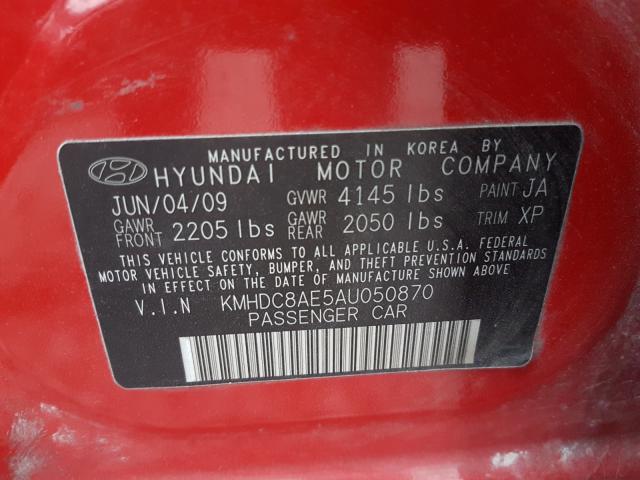 MANUFACTURED IN KOREA BY
HYUNDAI MOTOR COMPANY
JUN/04/09 GVWR 4145 lbs PAINT JA
GAWR FRONT 2205 lbs GAWR REAR 2050 lbs TRIM XP
THIS VEHICLE CONFORMS TO ALL APPLICABLE U.S.A. FEDERAL
MOTOR VEHICLE SAFETY, BUMPER, AND THEFT PREVENTION STANDARDS
IN EFFECT ON THE DATE OF MANUFACTURE SHOWN ABOVE
V.I.N KMHDC8AE5AU050870
PASSENGER CAR